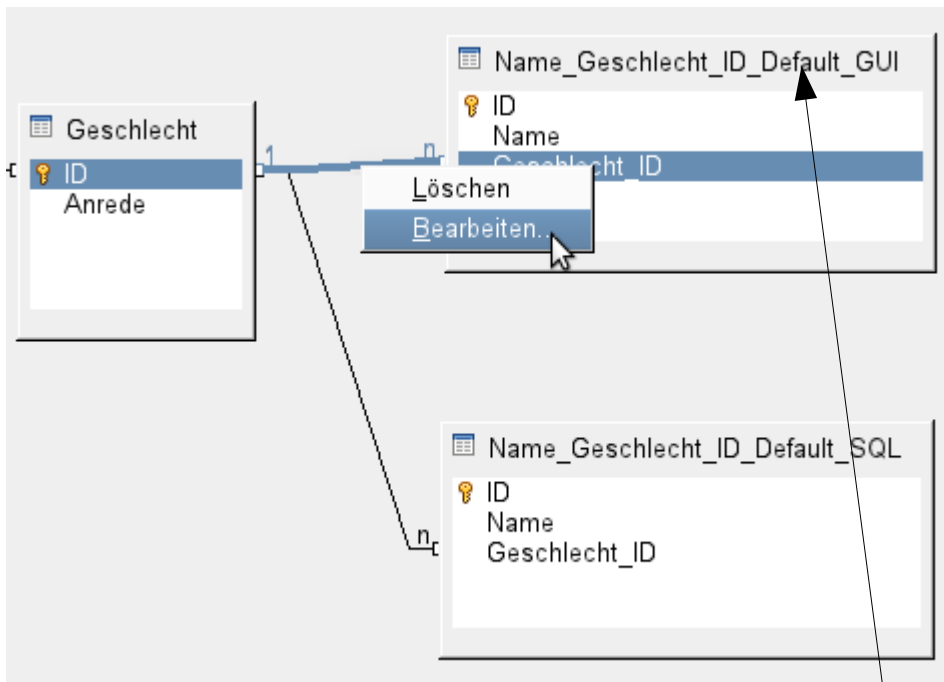 Geschlecht
ID
Anrede
1
n
Name_Geschlecht_ID_Default_GUI
ID
Name
Geschlecht_ID
Löschen
Bearbeiten...
Name_Geschlecht_ID_Default_SQL
ID
Name
Geschlecht_ID
n